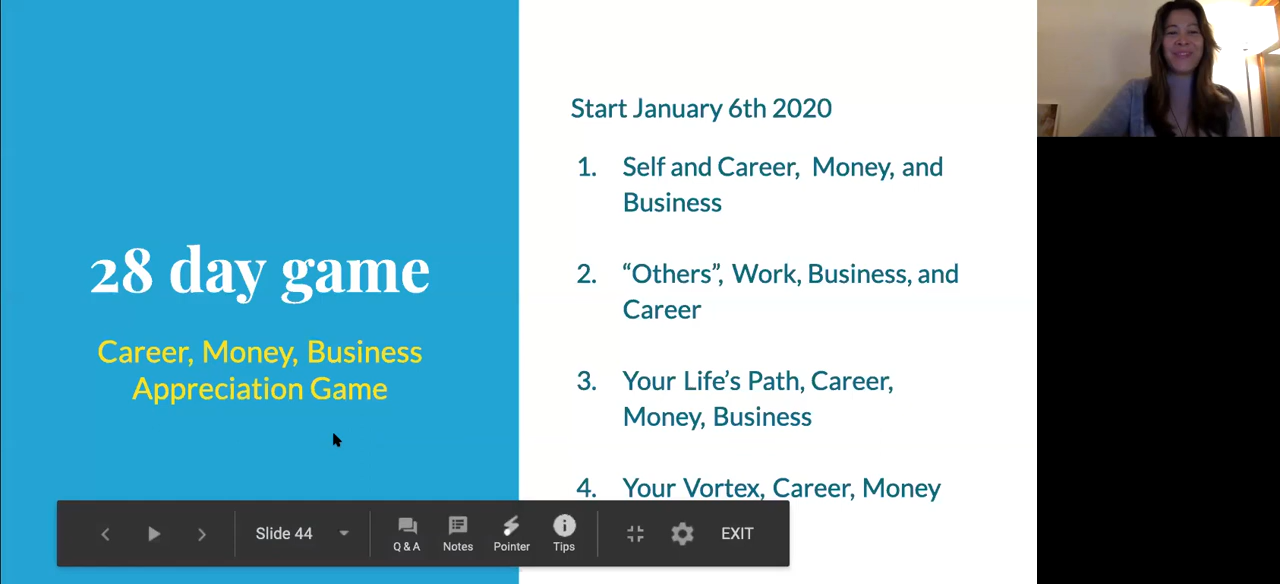 28 day game
Career, Money, Business
Appreciation Game
Start January 6th 2020
1. Self and Career, Money, and
Business
2. “Others”, Work, Business, and
Career
3. Your Life’s Path, Career,
Money, Business
4. Your Vortex, Career, Money
Slide 44
Q & A
Notes
Pointer
Tips
EXIT